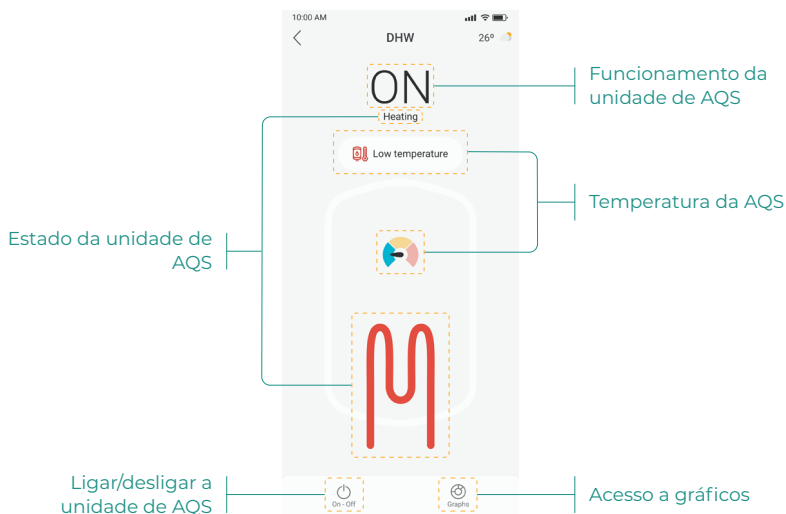 10:00 AM
DHW
26º
ON
Funcionamento da
unidade de AQS
Heating
Low temperature
Temperatura da AQS
Estado da unidade de
AQS
Ligar/desligar a
unidade de AQS
On - Off
Graphs
Acesso a gráficos